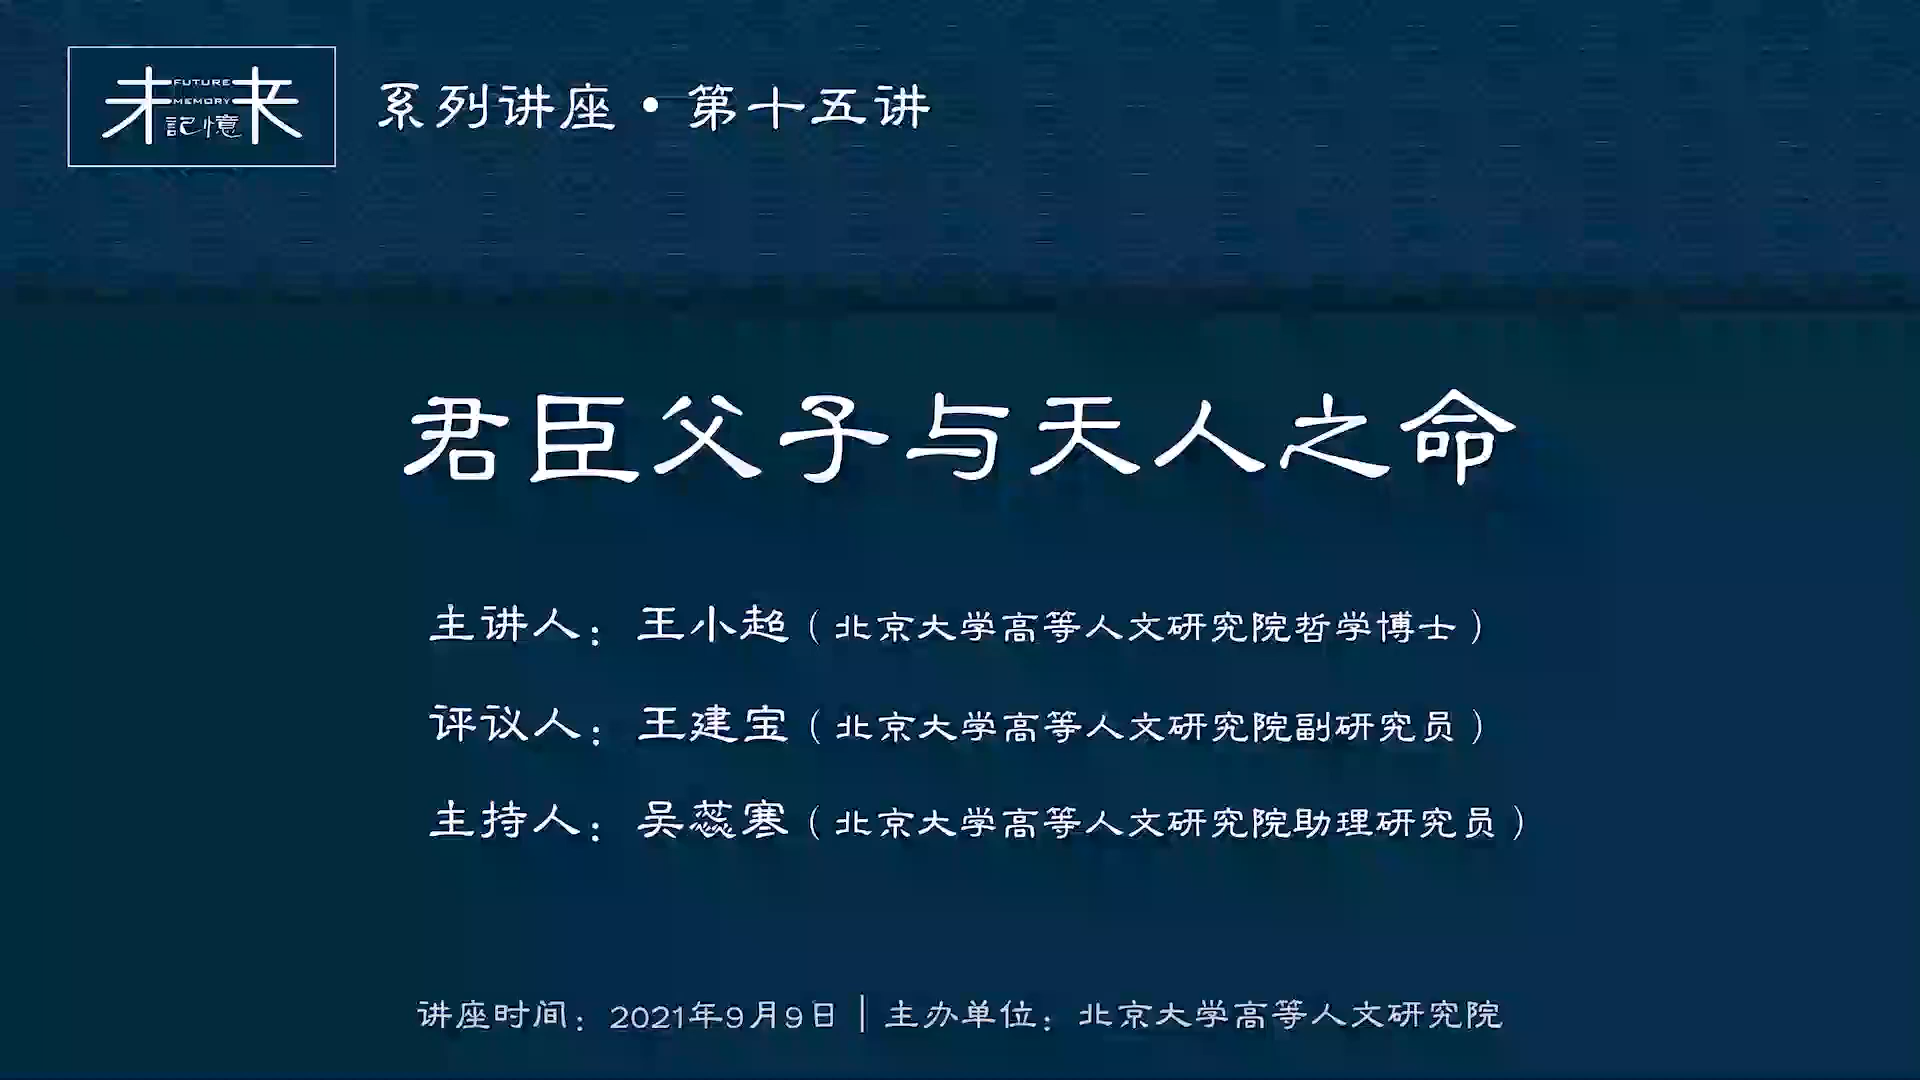 未来
FUTURE
MEMORY
記憶
系列讲座·第十五讲
君臣父子与天人之命
主讲人：王小超（北京大学高等人文研究院哲学博士）
评议人：王建宝（北京大学高等人文研究院副研究员）
主持人：吴蕊寒（北京大学高等人文研究院助理研究员）
讲座时间：2021年9月9日｜主办单位：北京大学高等人文研究院